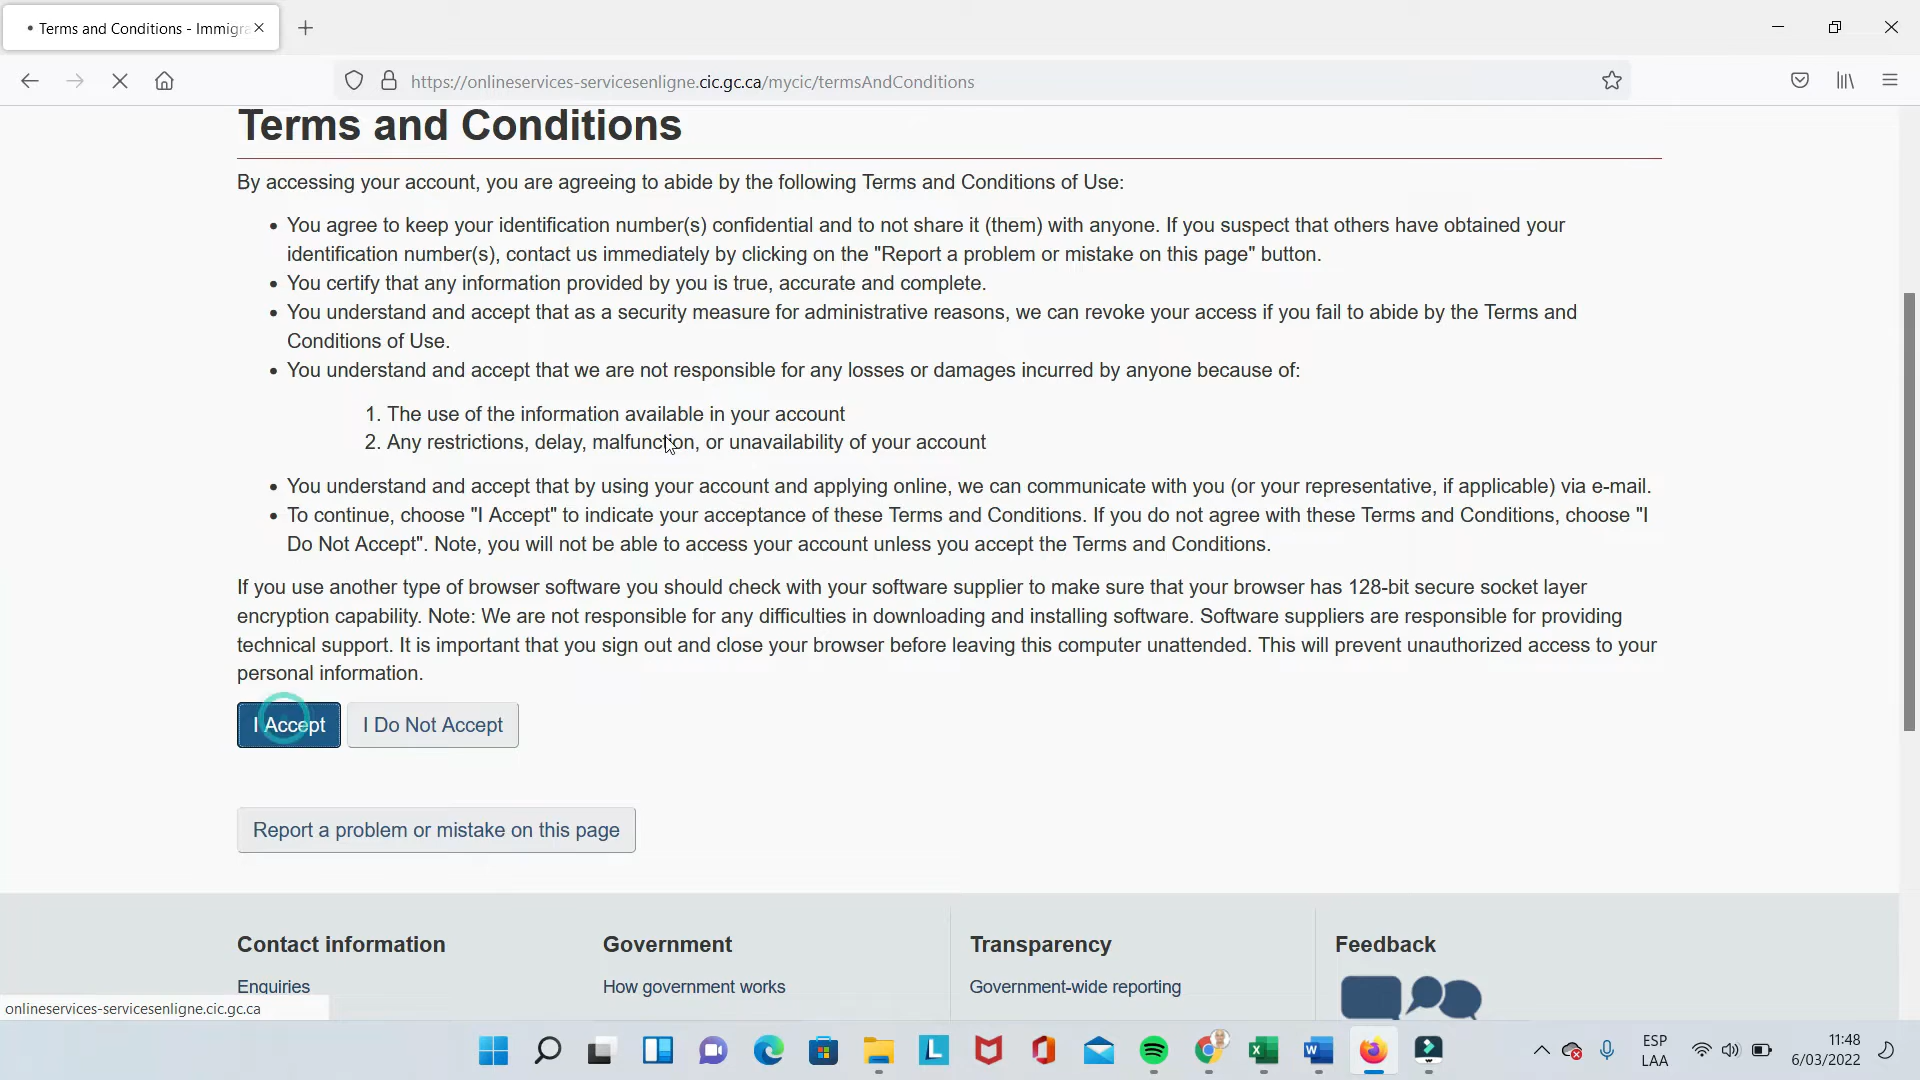 Terms and Conditions - Immigra
https://onlineservices-servicesenligne.cic.gc.ca/mycic/termsAndConditions
Terms and Conditions
By accessing your account, you are agreeing to abide by the following Terms and Conditions of Use:
• You agree to keep your identification number(s) confidential and to not share it (them) with anyone. If you suspect that others have obtained your
identification number(s), contact us immediately by clicking on the "Report a problem or mistake on this page" button.
• You certify that any information provided by you is true, accurate and complete.
• You understand and accept that as a security measure for administrative reasons, we can revoke your access if you fail to abide by the Terms and
Conditions of Use.
• You understand and accept that we are not responsible for any losses or damages incurred by anyone because of:
1. The use of the information available in your account
2. Any restrictions, delay, malfunction, or unavailability of your account
• You understand and accept that by using your account and applying online, we can communicate with you (or your representative, if applicable) via e-mail.
• To continue, choose "I Accept" to indicate your acceptance of these Terms and Conditions. If you do not agree with these Terms and Conditions, choose "I
Do Not Accept". Note, you will not be able to access your account unless you accept the Terms and Conditions.
If you use another type of browser software you should check with your software supplier to make sure that your browser has 128-bit secure socket layer
encryption capability. Note: We are not responsible for any difficulties in downloading and installing software. Software suppliers are responsible for providing
technical support. It is important that you sign out and close your browser before leaving this computer unattended. This will prevent unauthorized access to your
personal information.
I Accept I Do Not Accept
Report a problem or mistake on this page
Contact information Government Transparency Feedback
Enquiries How government works Government-wide reporting
onlineservices-servicesenligne.cic.gc.ca
ESP 11:48
LAA 6/03/2022